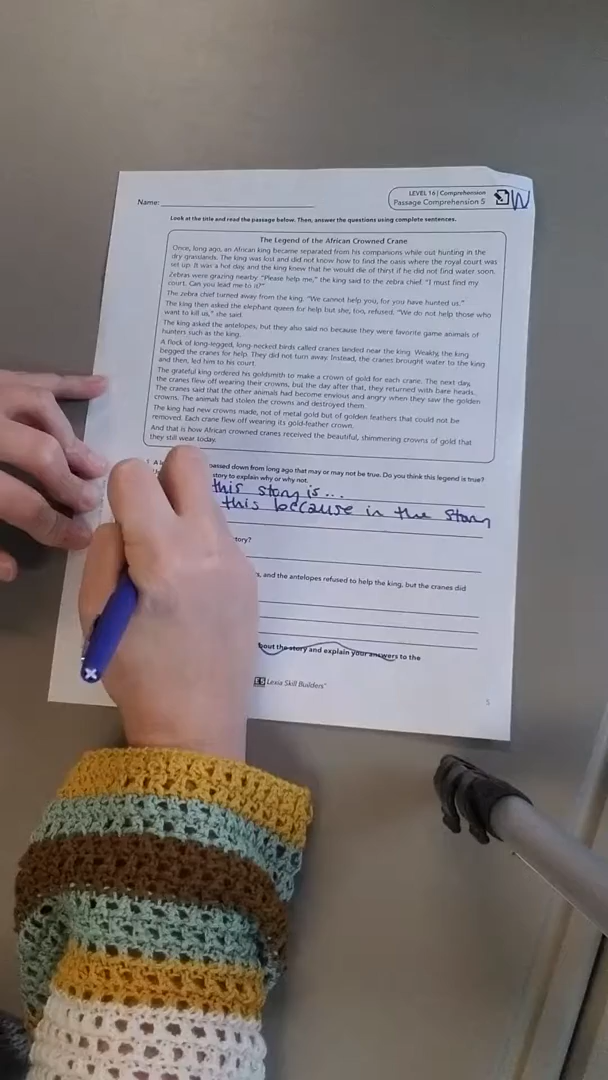 LEVEL 16 | Comprehension
Name:
Passage Comprehension 5
W
Look at the title and read the passage below. Then, answer the questions using complete sentences.
The Legend of the African Crowned Crane
Once, long ago, an African king became separated from his companions while out hunting in the
dry grasslands. The king was lost and did not know how to find the oasis where the royal court was
set up. It was a hot day, and the king knew that he would die of thirst if he did not find water soon.
Zebras were grazing nearby. "Please help me," the king said to the zebra chief. "I must find my
court. Can you lead me to it?"
The zebra chief turned away from the king. "We cannot help you, for you have hunted us."
The king then asked the elephant queen for help but she, too, refused. "We do not help those who
want to kill us," she said.
The king asked the antelopes, but they also said no because they were favorite game animals of
hunters such as the king.
A flock of long-legged, long-necked birds called cranes landed near the king. Weakly, the king
begged the cranes for help. They did not turn away. Instead, the cranes brought water to the king
and then, led him to his court.
The grateful king ordered his goldsmith to make a crown of gold for each crane. The next day,
the cranes flew off wearing their crowns, but the day after that, they returned with bare heads.
The cranes said that the other animals had become envious and angry when they saw the golden
crowns. The animals had stolen the crowns and destroyed them.
The king had new crowns made, not of metal gold but of golden feathers that could not be
removed. Each crane flew off wearing its gold-feather crown.
And that is how African crowned cranes received the beautiful, shimmering crowns of gold that
they still wear today.
1. A passed down from long ago that may or may not be true. Do you think this legend is true?
story to explain why or why not.
this story is...
this because in the story
story?
, and the antelopes refused to help the king, but the cranes did
about the story and explain your answers to the
Lexia Skill Builders
5